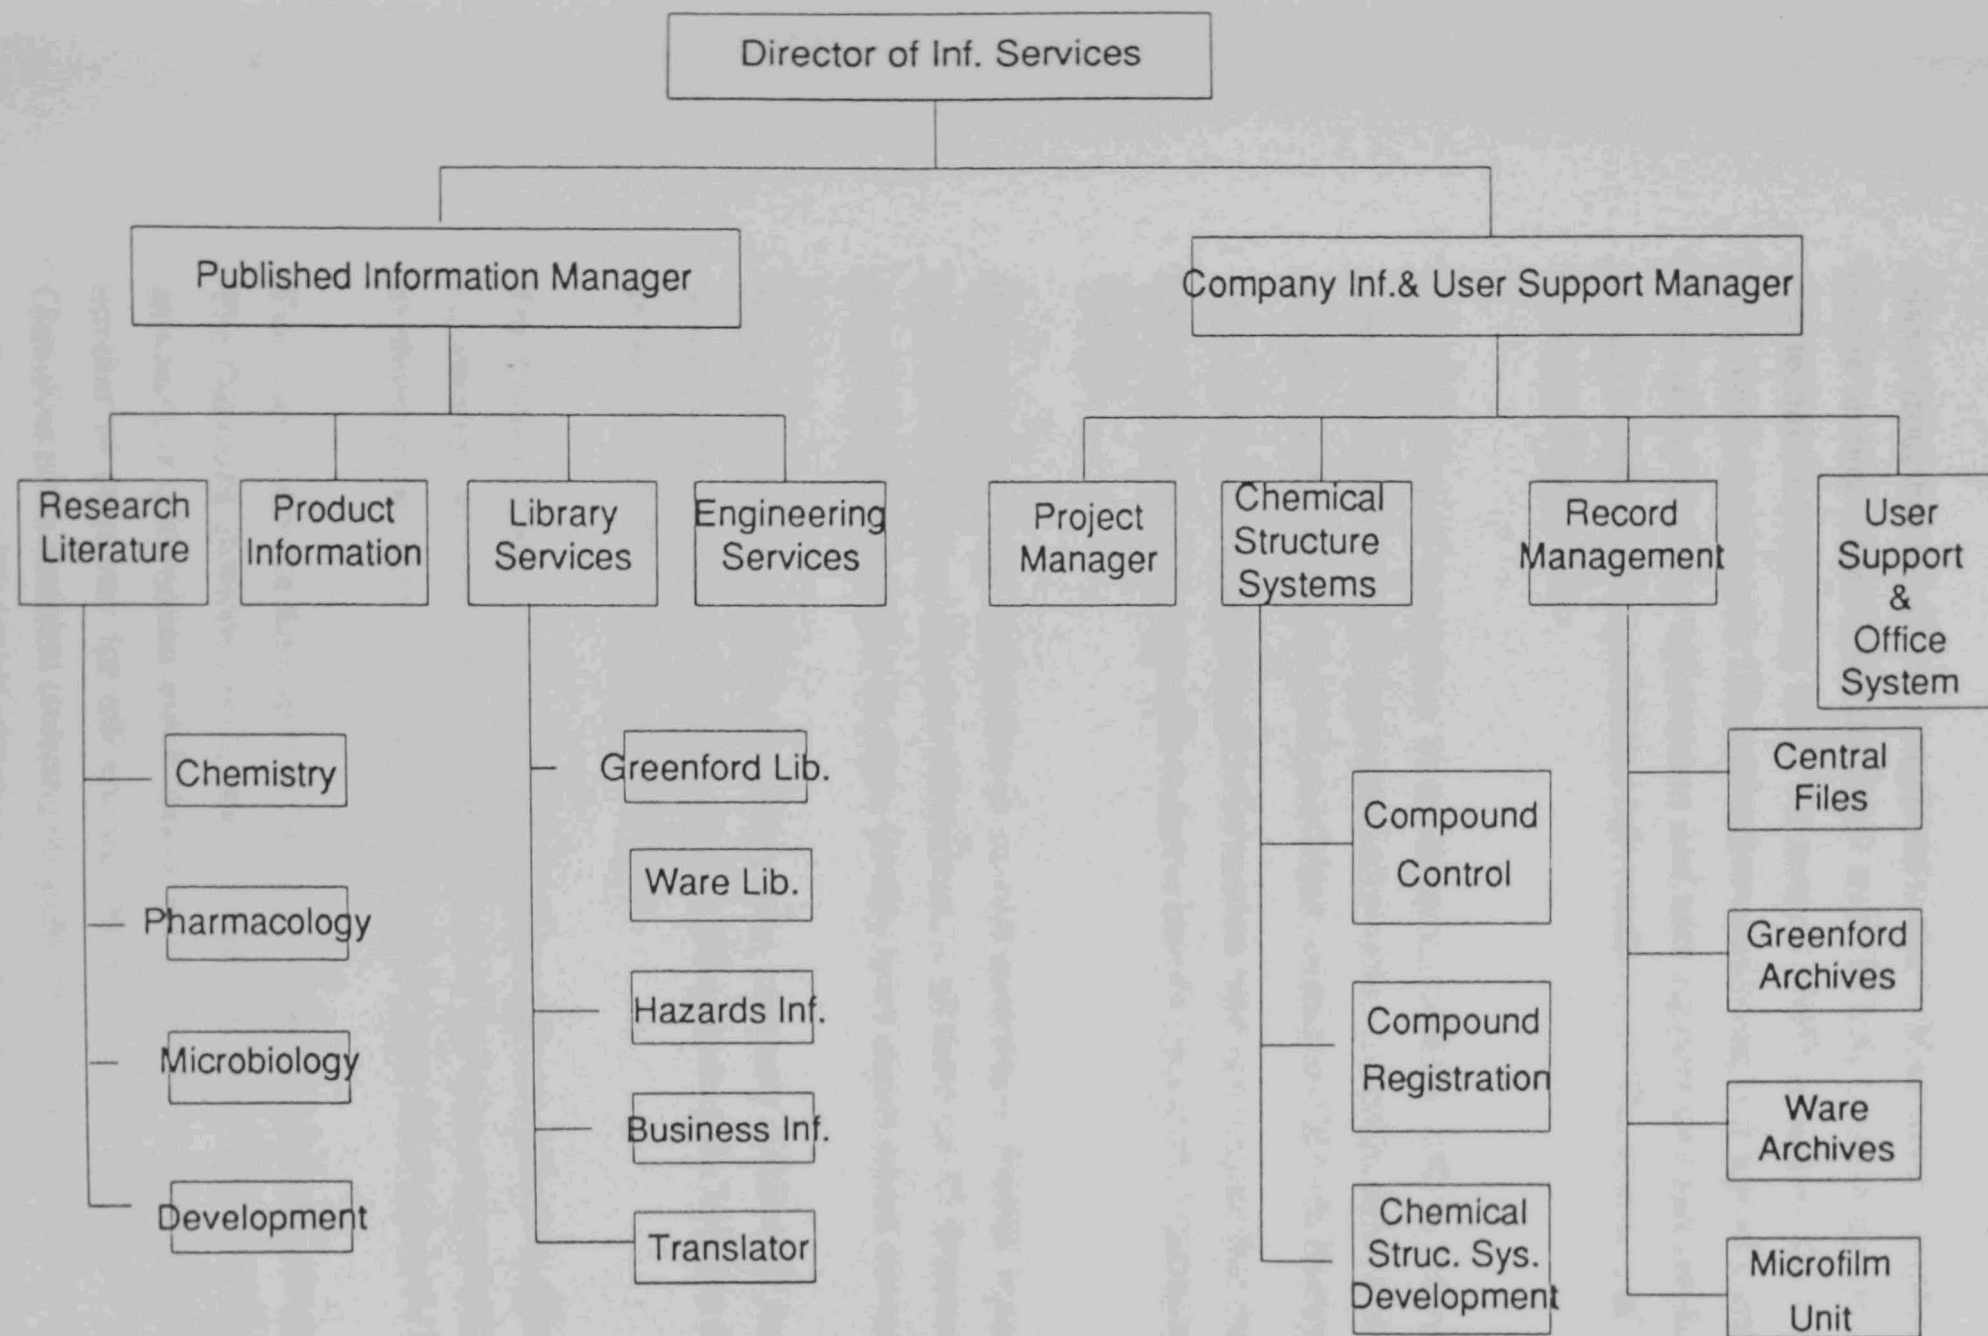 Director of Inf. Services
Published Information Manager
Company Inf.& User Support Manager
Research
Literature
Product
Information
Library
Services
Engineering
Services
Project
Manager
Chemical
Structure
Systems
Record
Management
User
Support
&
Office
System
Chemistry
Pharmacology
Microbiology
Development
Greenford Lib.
Ware Lib.
Hazards Inf.
Business Inf.
Translator
Compound
Control
Compound
Registration
Chemical
Struc. Sys.
Development
Central
Files
Greenford
Archives
Ware
Archives
Microfilm
Unit